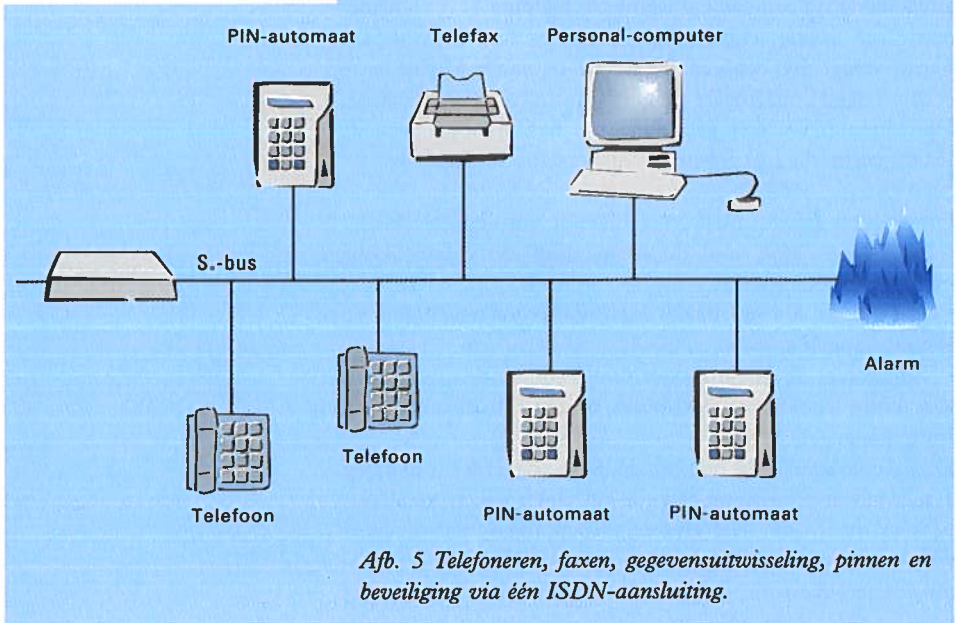 PIN-automaat Telefax Personal-computer
S.-bus
Alarm
Telefoon
Telefoon
PIN-automaat PIN-automaat
Afb. 5 Telefoneren, faxen, gegevensuitwisseling, pinnen en
beveiliging via één ISDN-aansluiting.